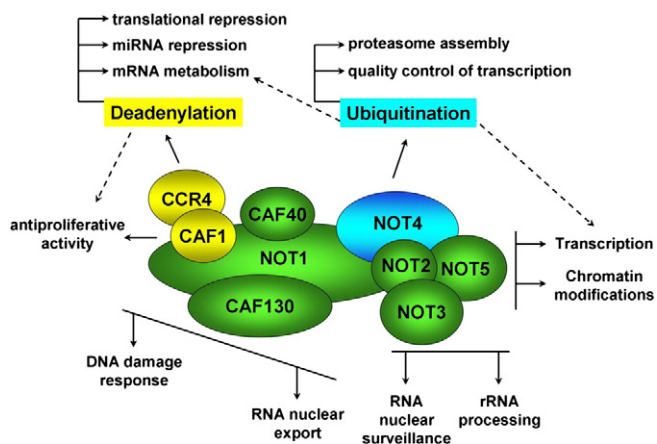 translational repression
miRNA repression
mRNA metabolism
proteasome assembly
quality control of transcription
Deadenylation
Ubiquitination
CCR4
CAF40
NOT4
antiproliferative
activity
CAF1
NOT1
NOT2
NOT5
Transcription
Chromatin
modifications
CAF130
NOT3
DNA damage
response
RNA nuclear
export
RNA
nuclear
surveillance
rRNA
processing